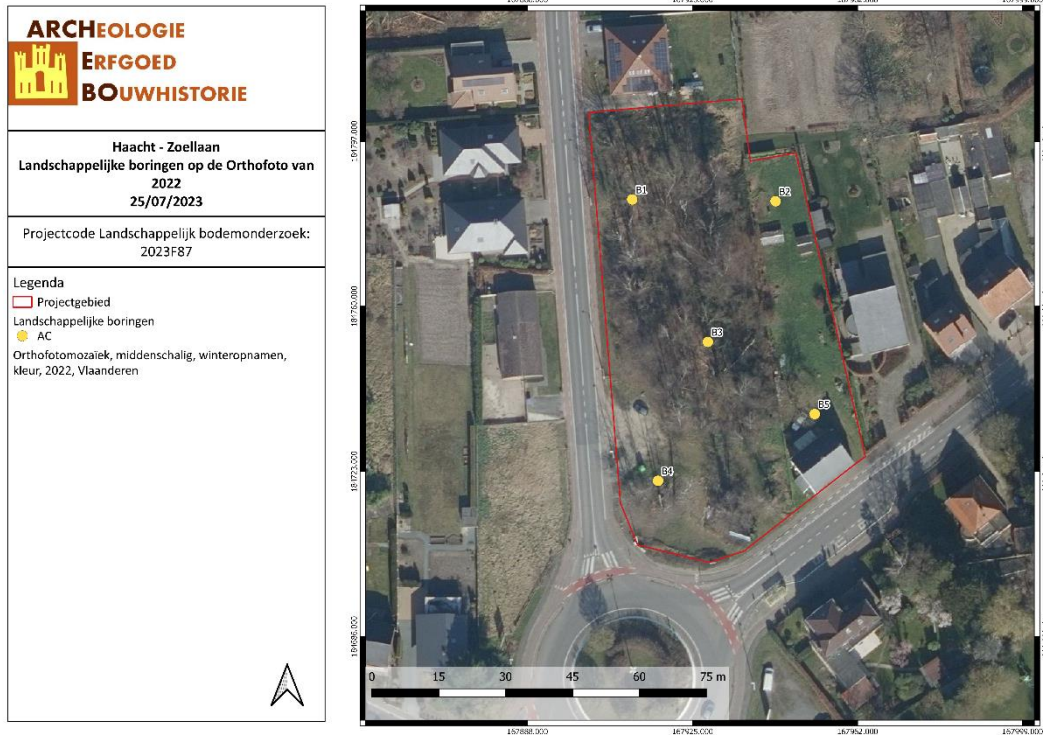 ARCHEOLOGIE
ERFGOED
BOUWHISTORIE
Haacht - Zoellaan
Landschappelijke boringen op de Orthofoto van
2022
25/07/2023
Projectcode Landschappelijk bodemonderzoek:
2023F87
Legenda
Projectgebied
Landschappelijke boringen
AC
Orthofotomozaïek, middenschalig, winteropnamen,
kleur, 2022, Vlaanderen
B1
B2
B3
B5
B4
0 15 30 45 60 75 m
181797.000
181760.000
181723.000
181686.000
167888.000
167925.000
167962.000
167999.000